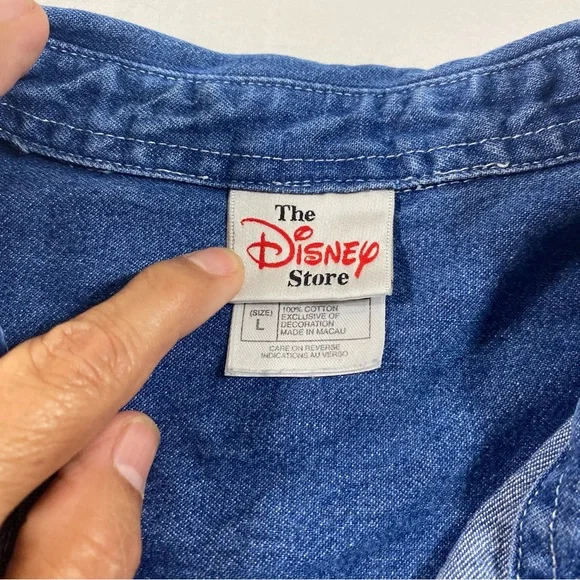 The
DISNEY
Store
(SIZE)
L
100% COTTON
EXCLUSIVE OF
DECORATION
MADE IN MACAU
CARE ON REVERSE
INDICATIONS AU VERSO